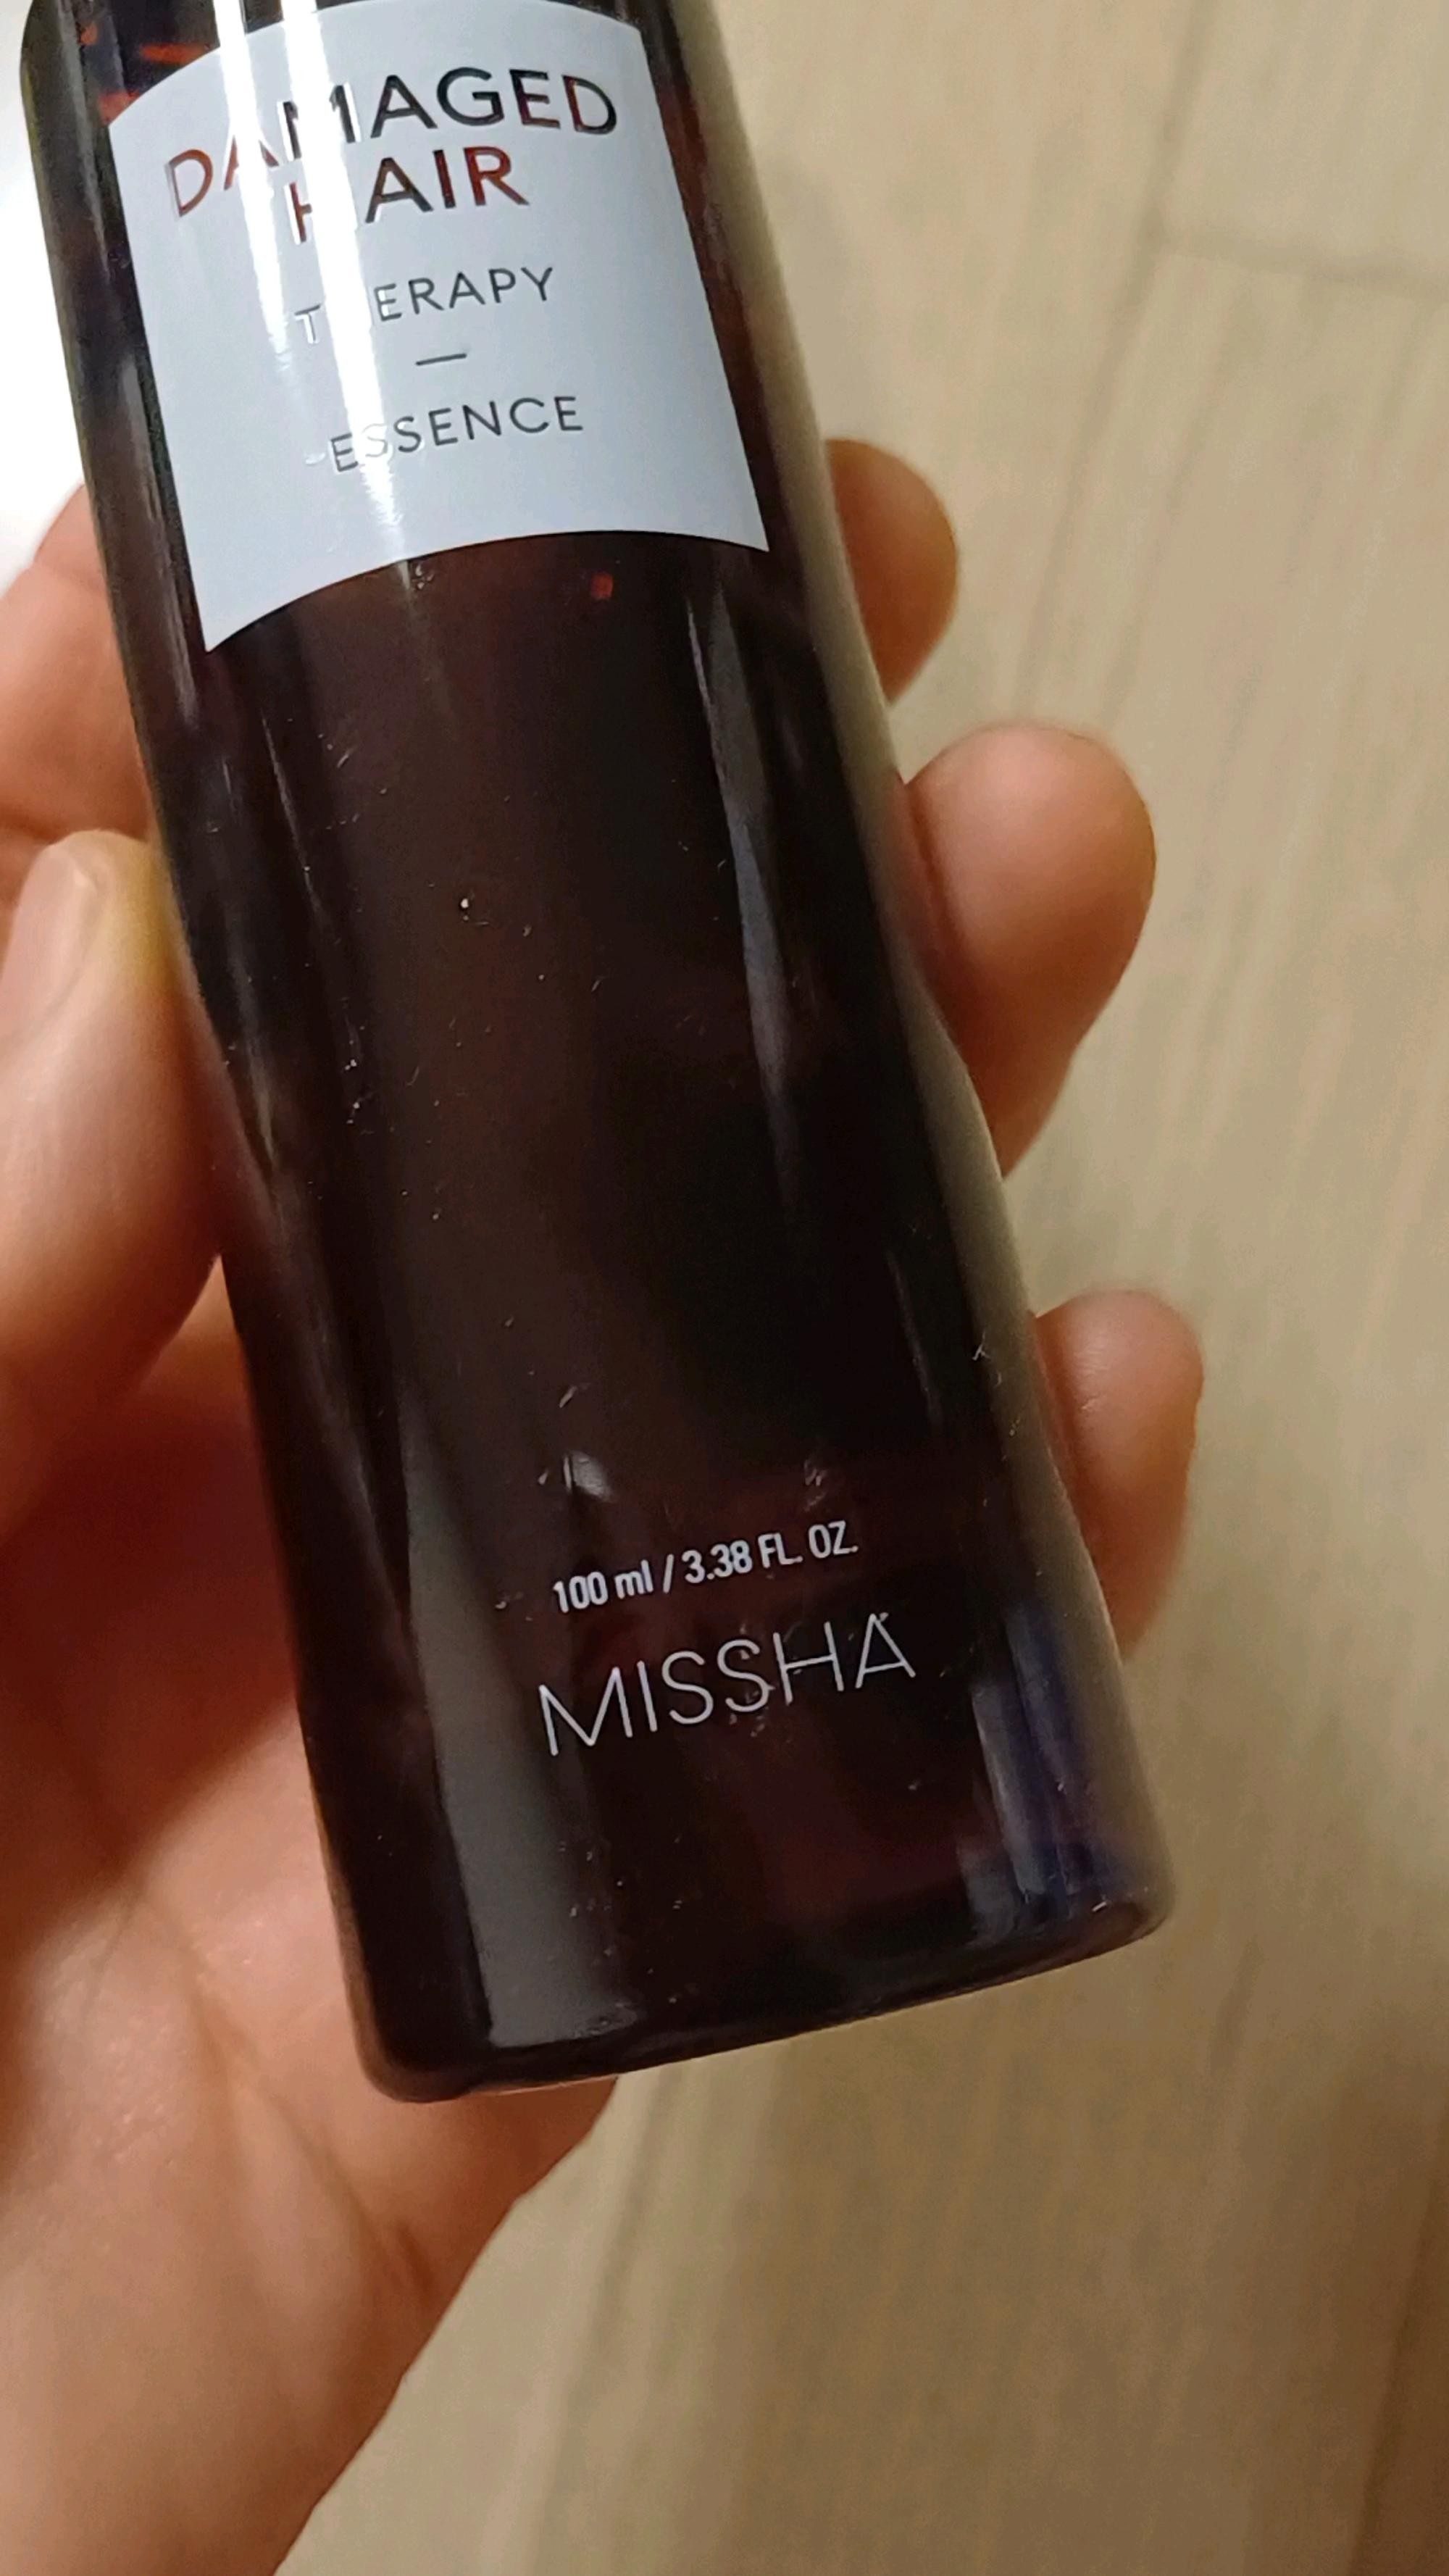 DAMAGED
HAIR
THERAPY
—
ESSENCE
100 ml / 3.38 FL. OZ.
MISSHA